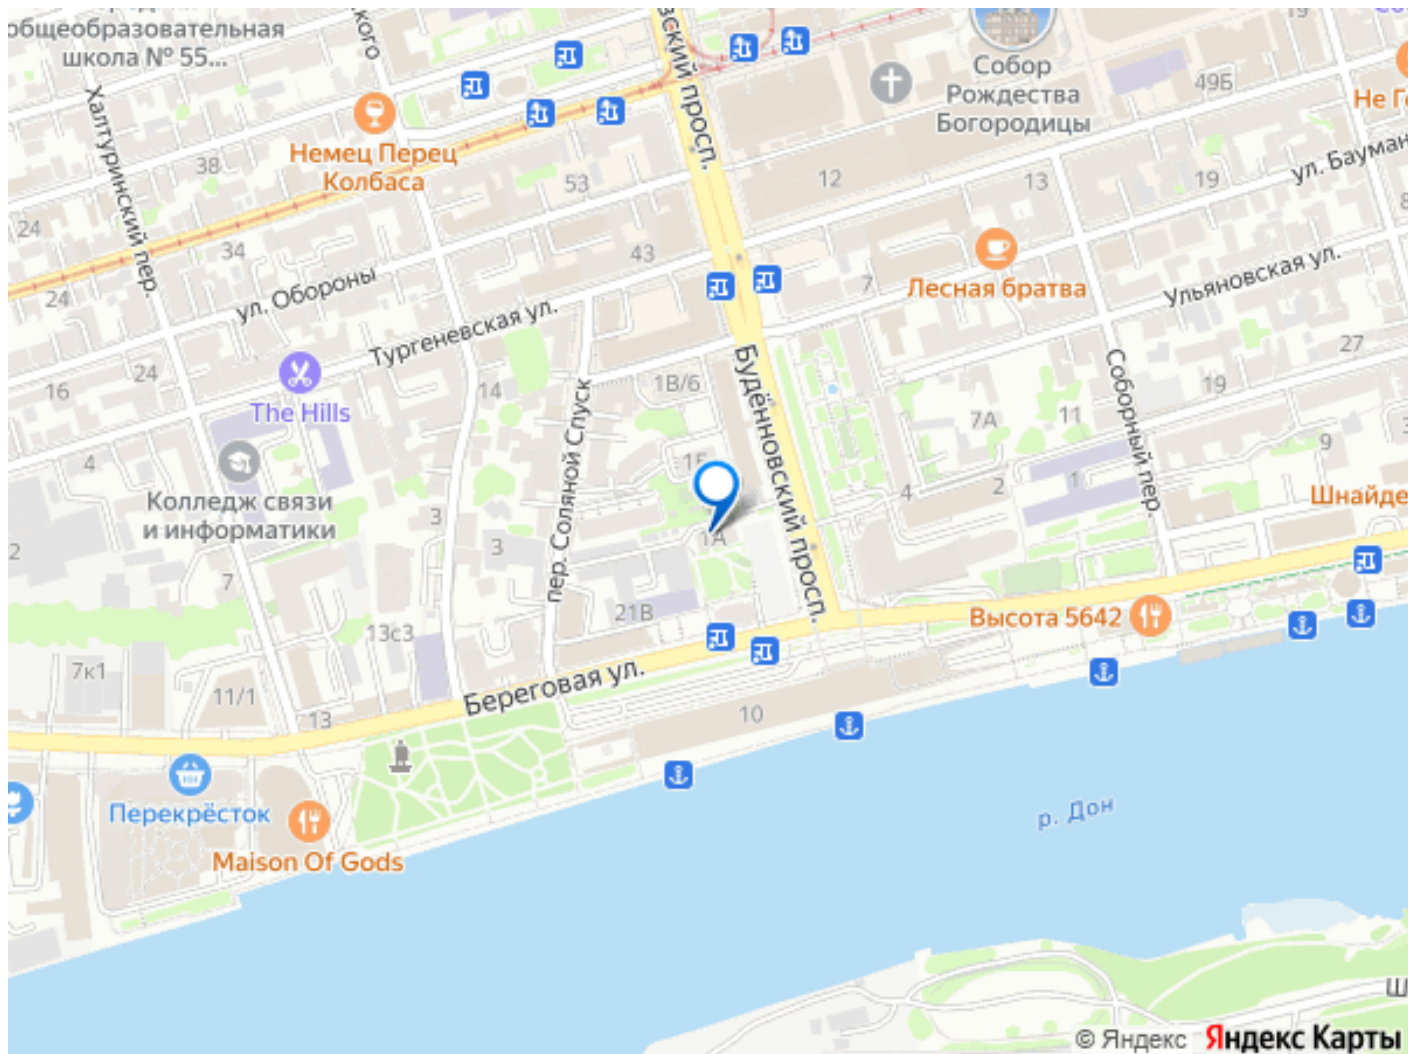 общеобразовательная
школа № 55...
Халтуринский пер.
Немец Перец
Колбаса
38
53
24
34
24
ул. Обороны
43
Тургеневская ул.
16
24
The Hills
14
1В/6
пер. Соляной Спуск
Будённовский просп.
Собор
Рождества
Богородицы
49Б
19
12
13
19
ул. Бауман
7
Лесная братва
Ульяновская ул.
27
19
11
7А
Соборный пер.
9
4
Колледж связи
и информатики
3
3
1А
4
2
1
7
21В
13с3
7к1
11/1
13
Береговая ул.
10
Высота 5642
Перекрёсток
Maison Of Gods
р. Дон
© Яндекс Яндекс Карты